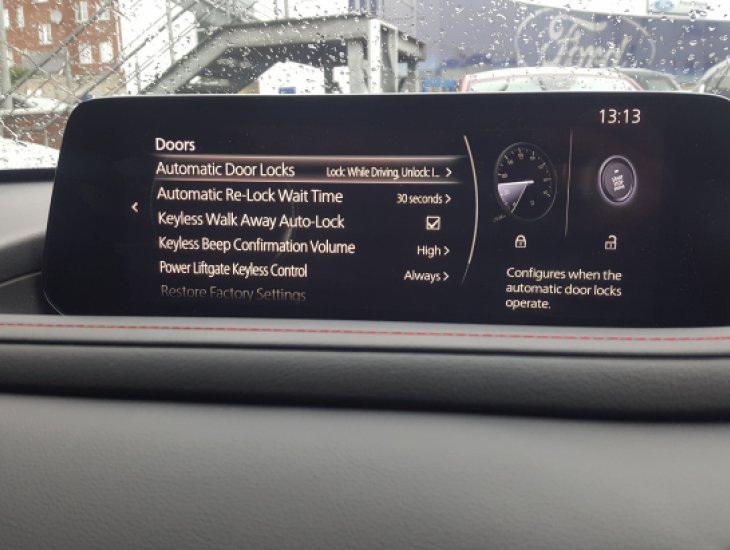 Ford
13:13
Doors
Automatic Door Locks Lock: While Driving, Unlock: I...
Automatic Re-Lock Wait Time 30 seconds
Keyless Walk Away Auto-Lock
Keyless Beep Confirmation Volume High
Power Liftgate Keyless Control Always
Restore Factory Settings
Configures when the
automatic door locks
operate.